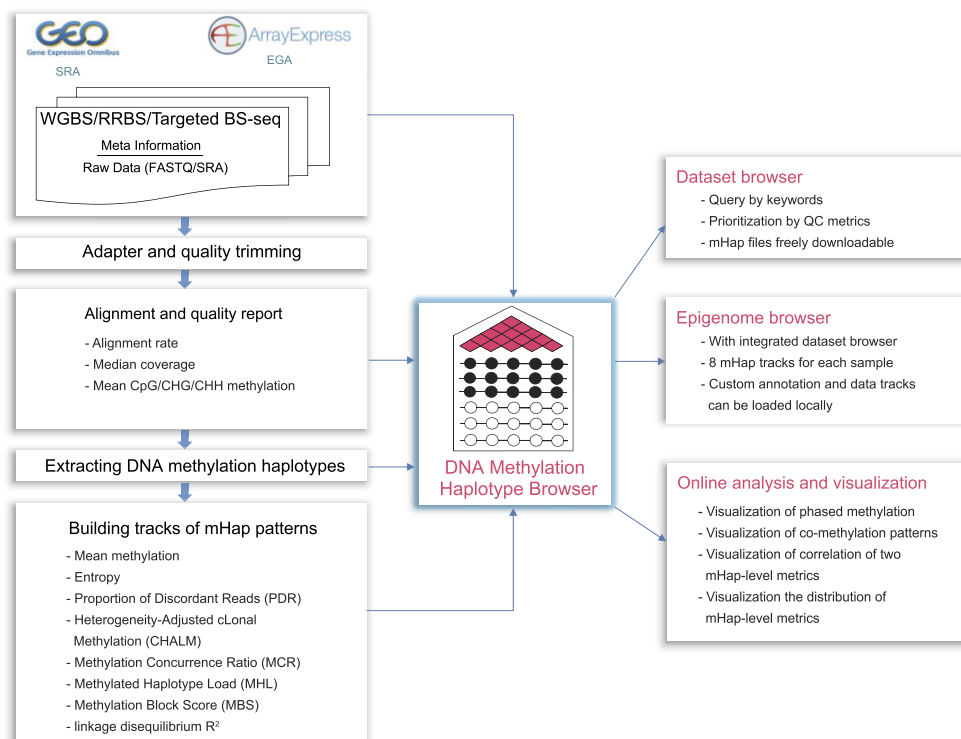 GEO
Gene Expression Omnibus
SRA
AE ArrayExpress
EGA
WGBS/RRBS/Targeted BS-seq
Meta Information
Raw Data (FASTQ/SRA)
Adapter and quality trimming
Alignment and quality report
- Alignment rate
- Median coverage
- Mean CpG/CHG/CHH methylation
Extracting DNA methylation haplotypes
Building tracks of mHap patterns
- Mean methylation
- Entropy
- Proportion of Discordant Reads (PDR)
- Heterogeneity-Adjusted cLonal
Methylation (CHALM)
- Methylation Concurrence Ratio (MCR)
- Methylated Haplotype Load (MHL)
- Methylation Block Score (MBS)
- linkage disequilibrium R²
DNA Methylation
Haplotype Browser
Dataset browser
- Query by keywords
- Prioritization by QC metrics
- mHap files freely downloadable
Epigenome browser
- With integrated dataset browser
- 8 mHap tracks for each sample
- Custom annotation and data tracks
can be loaded locally
Online analysis and visualization
- Visualization of phased methylation
- Visualization of co-methylation patterns
- Visualization of correlation of two
mHap-level metrics
- Visualization the distribution of
mHap-level metrics